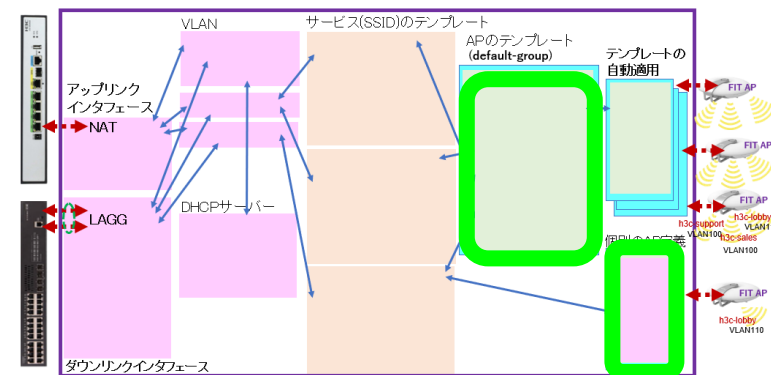 VLAN
サービス(SSID)のテンプレート
APのテンプレート
(default-group)
テンプレートの
自動適用
アップリンク
インタフェース
NAT
LAGG
DHCPサーバー
ダウンリンクインタフェース
FIT AP
FIT AP
FIT AP
h3c-lobby
h3c-support
VLAN100
h3c-sales
VLAN100
個別のAP定義
FIT AP
h3c-lobby
VLAN110